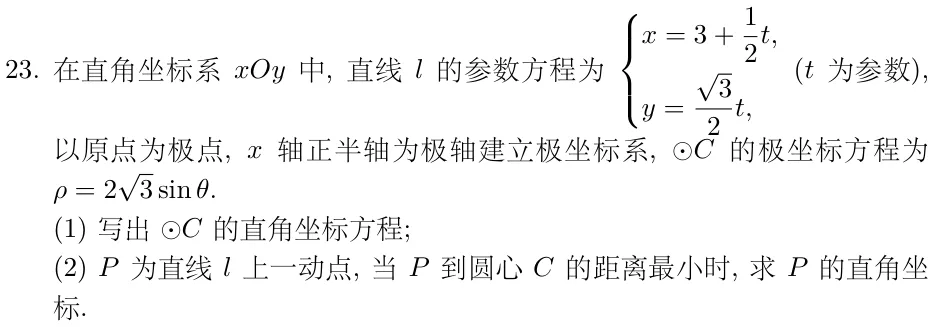 23. 在直角坐标系 xOy 中, 直线 l 的参数方程为 { x = 3 + \frac{1}{2}t, y = \frac{\sqrt{3}}{2}t, (t 为参数),
以原点为极点, x 轴正半轴为极轴建立极坐标系, ⊙C 的极坐标方程为
ρ = 2√3 sin θ.
(1) 写出 ⊙C 的直角坐标方程;
(2) P 为直线 l 上一动点, 当 P 到圆心 C 的距离最小时, 求 P 的直角坐
标.